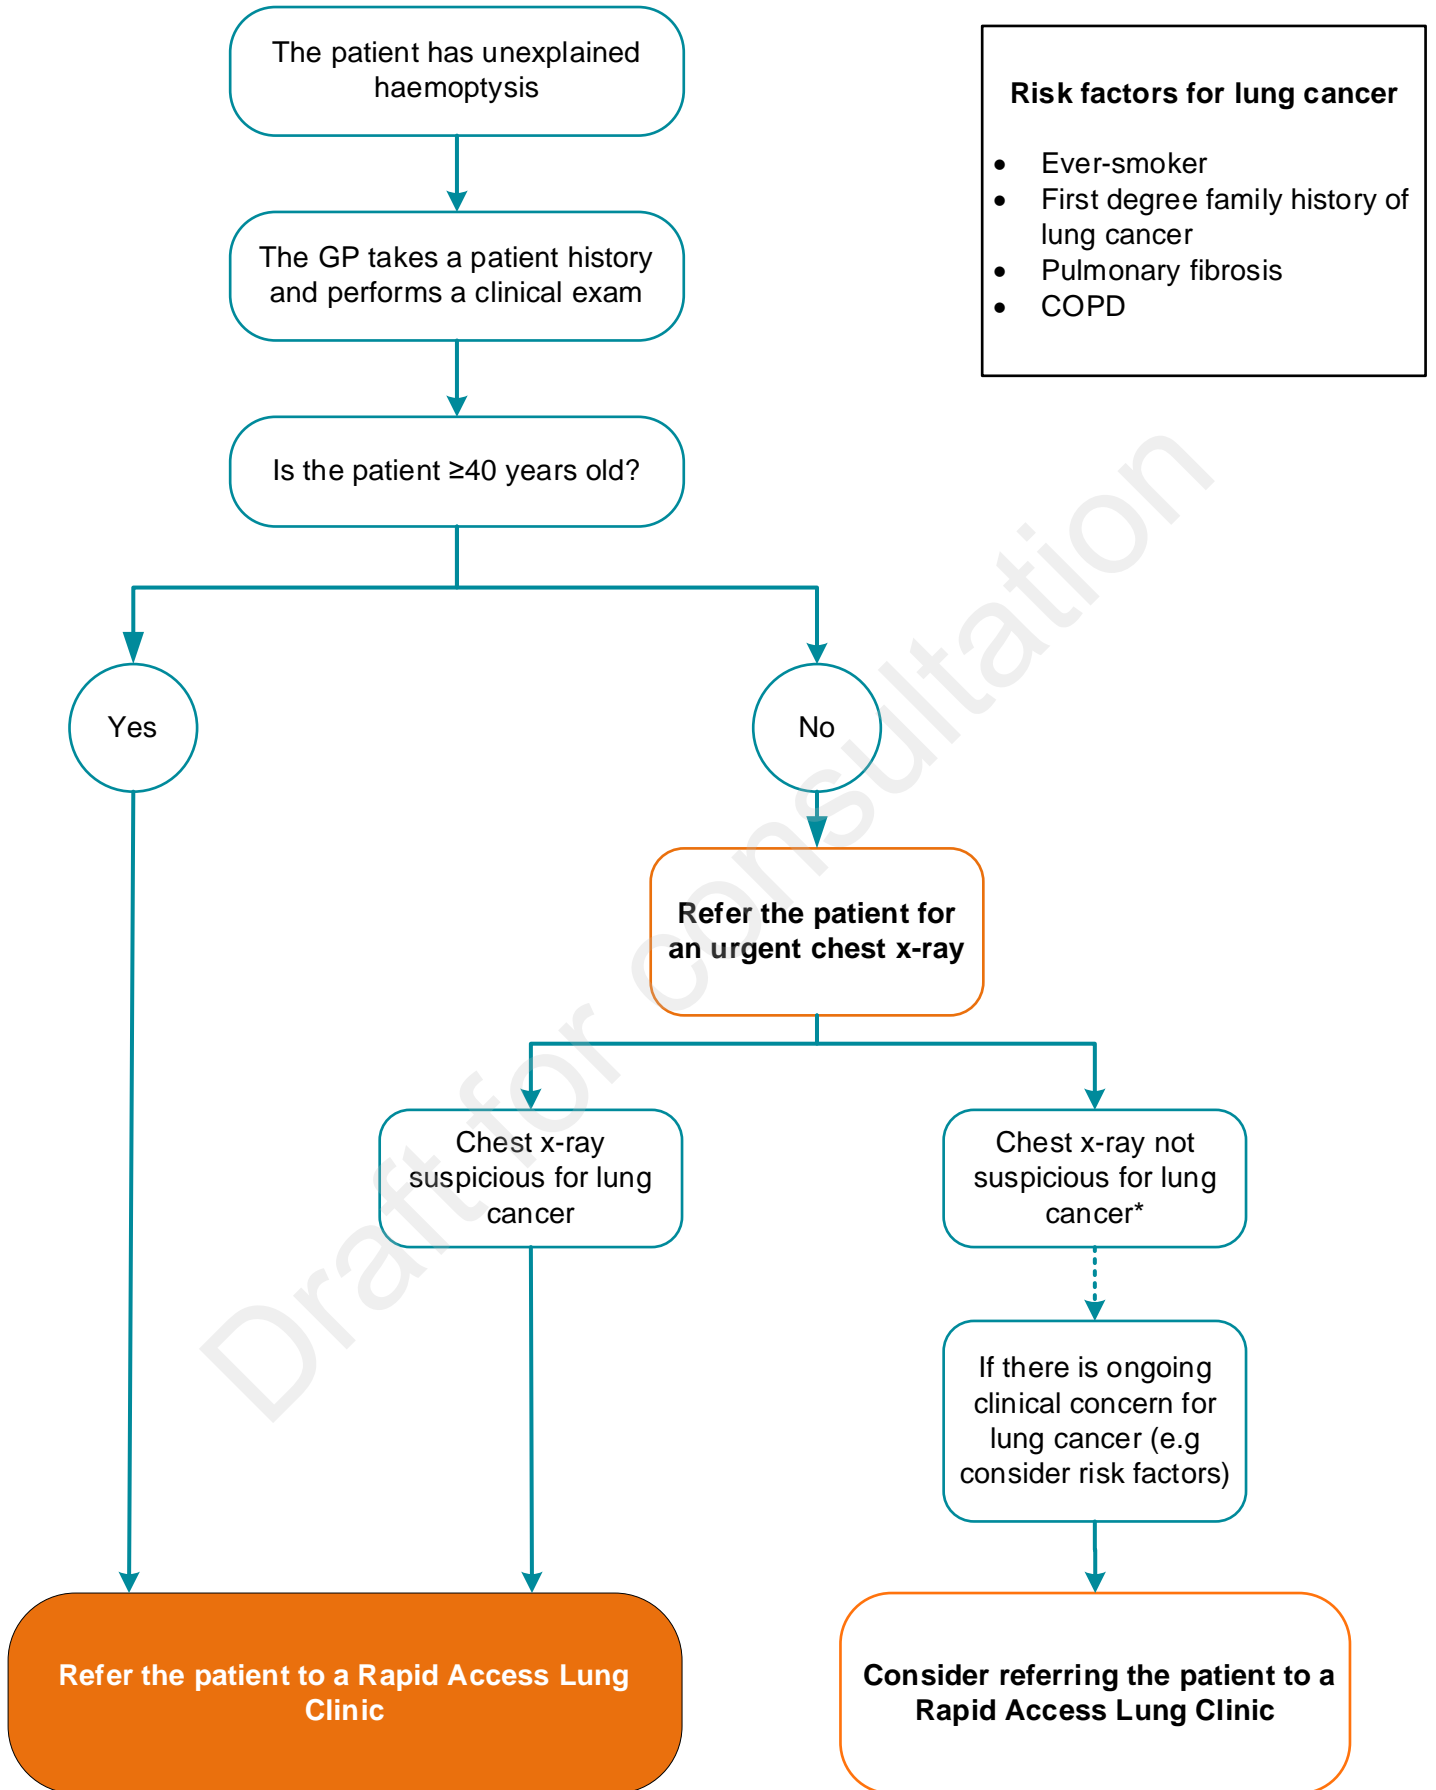 The patient has unexplained
haemoptysis
Risk factors for lung cancer
• Ever-smoker
• First degree family history of
lung cancer
• Pulmonary fibrosis
• COPD
The GP takes a patient history
and performs a clinical exam
Is the patient ≥40 years old?
Yes
No
Refer the patient for
an urgent chest x-ray
Chest x-ray
suspicious for lung
cancer
Chest x-ray not
suspicious for lung
cancer*
If there is ongoing
clinical concern for
lung cancer (e.g
consider risk factors)
Refer the patient to a Rapid Access Lung
Clinic
Consider referring the patient to a
Rapid Access Lung Clinic
Draft for consultation